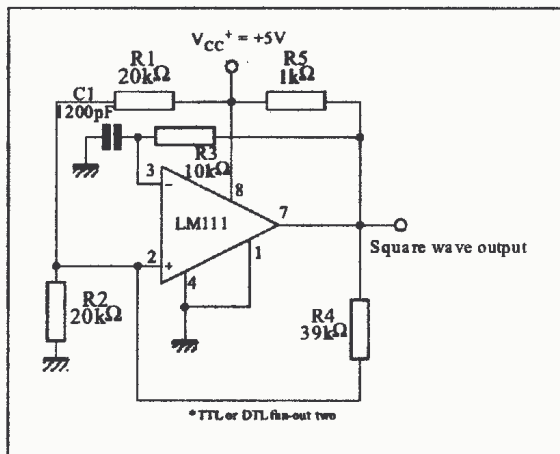 V_CC⁺ = +5V
R1
20kΩ
R5
1kΩ
C1
1200pF
R3
10kΩ
3
-
8
LM111
7
2
+
1
4
Square wave output
R2
20kΩ
R4
39kΩ
*TTL or DTL fan-out two